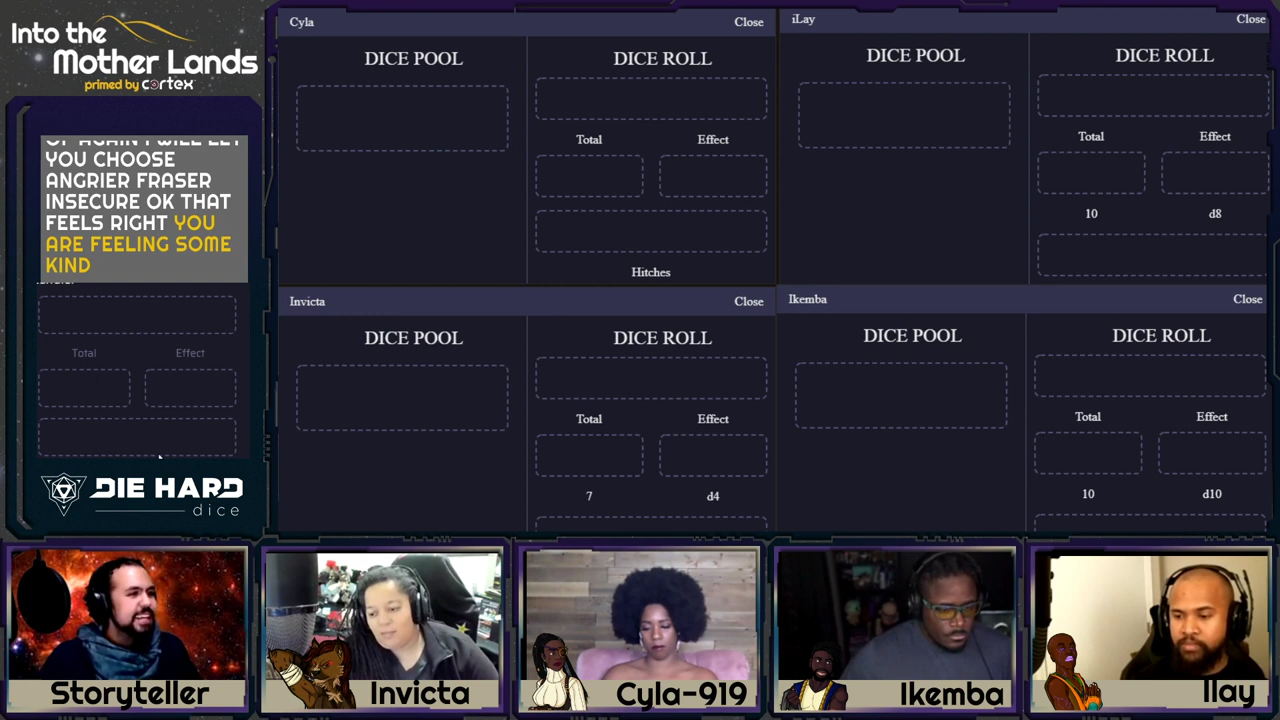 Into the
Mother Lands
primed by cortex
YOU CHOOSE
ANGRIER FRASER
INSECURE OK THAT
FEELS RIGHT YOU
ARE FEELING SOME
KIND
Total Effect
DIE HARD
dice
Cyla Close
DICE POOL DICE ROLL
Total Effect
Hitches
iLay Close
DICE POOL DICE ROLL
Total Effect
10 d8
Invicta Close
DICE POOL DICE ROLL
Total Effect
7 d4
Ikemba Close
DICE POOL DICE ROLL
Total Effect
10 d10
Storyteller
Invicta
Cyla-919
Ikemba
Ilay